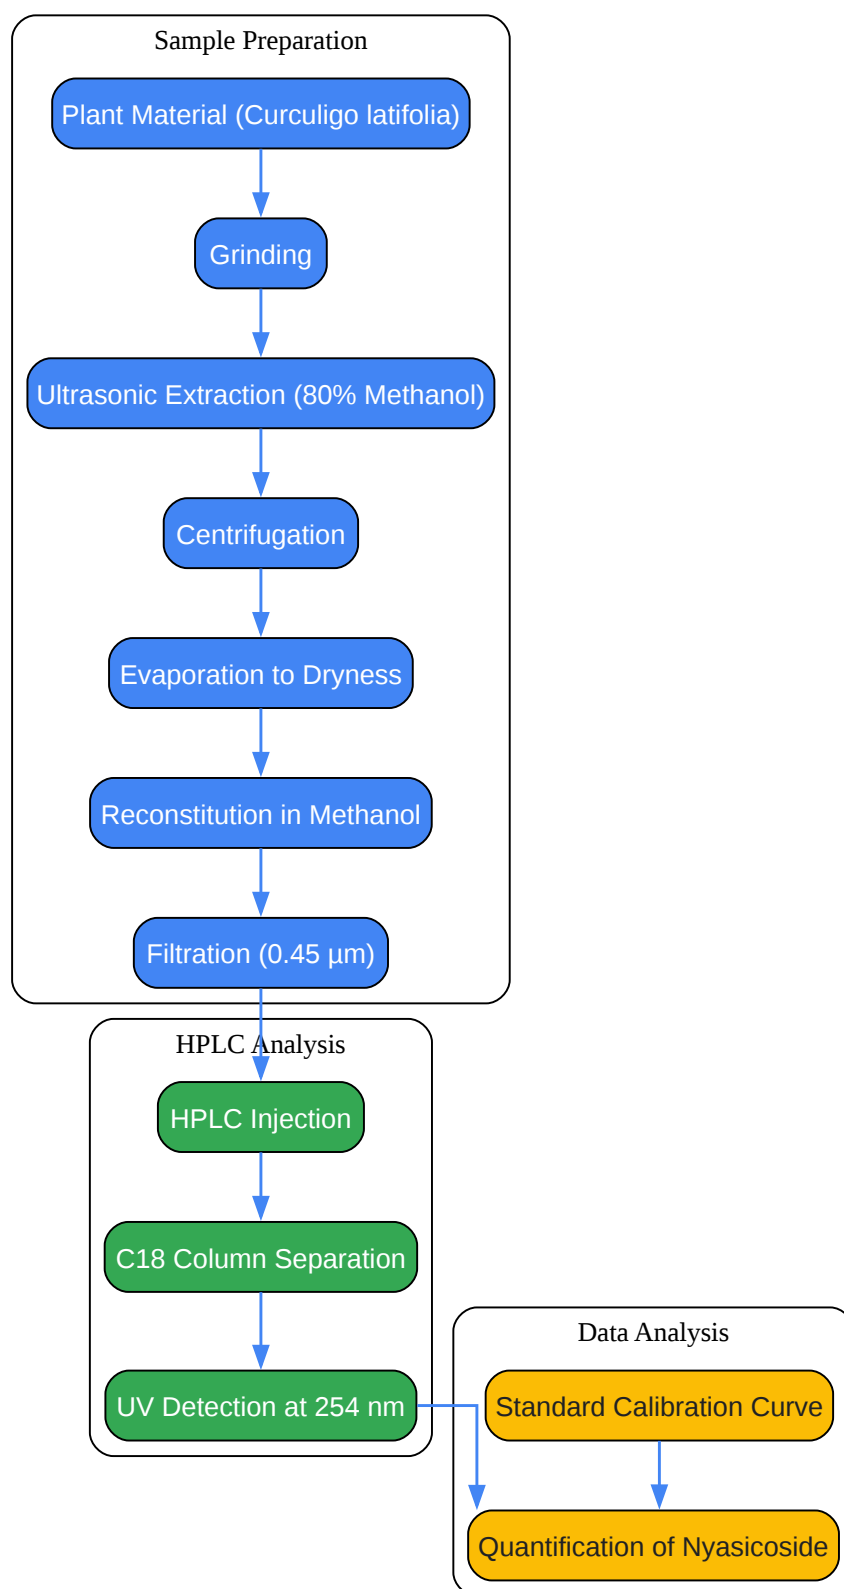 Sample Preparation
Plant Material (Curculigo latifolia)
Grinding
Ultrasonic Extraction (80% Methanol)
Centrifugation
Evaporation to Dryness
Reconstitution in Methanol
Filtration (0.45 µm)
HPLC Analysis
HPLC Injection
C18 Column Separation
UV Detection at 254 nm
Data Analysis
Standard Calibration Curve
Quantification of Nyasicoside